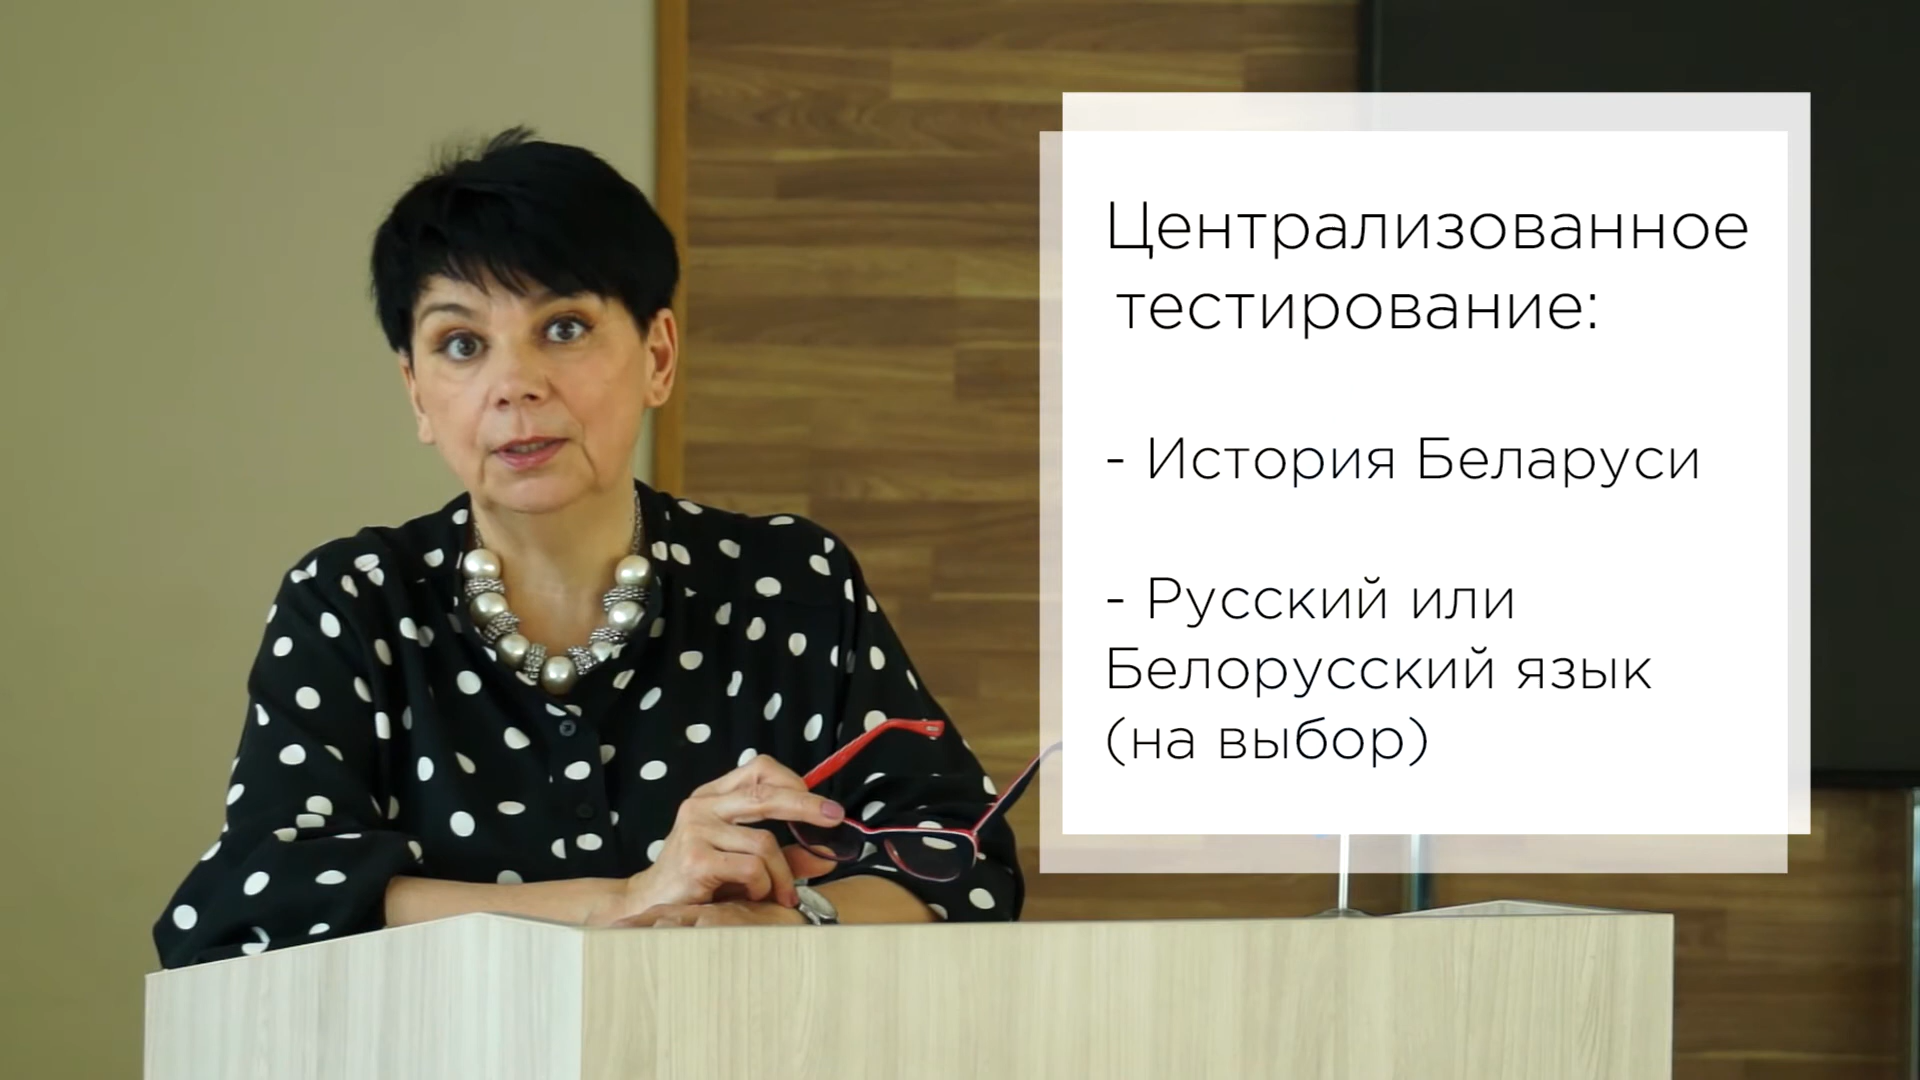 Централизованное
тестирование:
- История Беларуси
- Русский или
Белорусский язык
(на выбор)